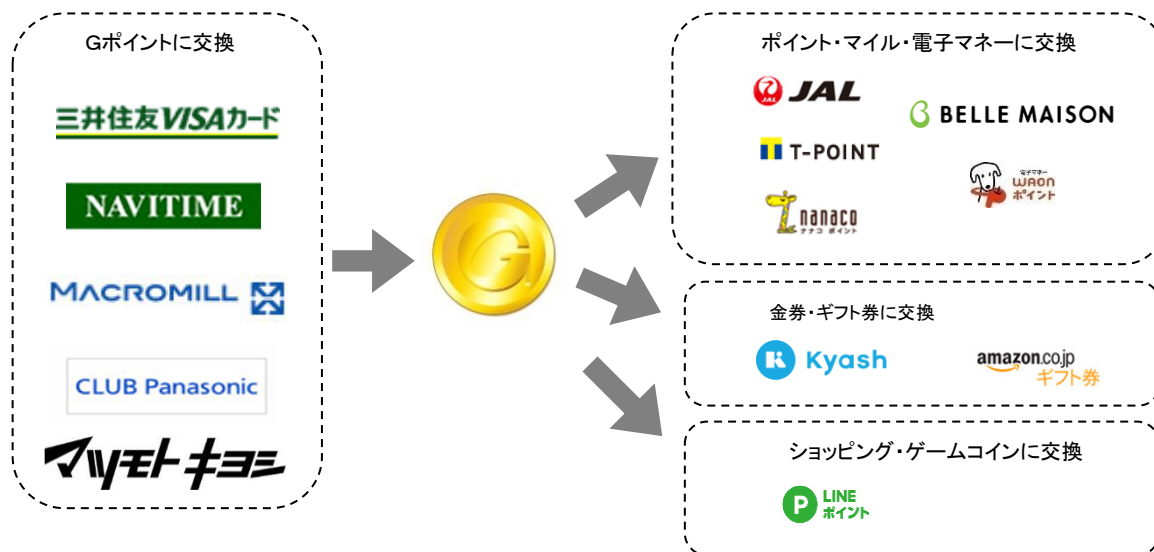 Gポイントに交換
三井住友VISAカード
NAVITIME
MACROMILL
CLUB Panasonic
マツモトキヨシ
G
ポイント・マイル・電子マネーに交換
JAL
JAL
BELLE MAISON
T-POINT
電子マネー
WAON
ポイント
nanaco
ナナコ ポイント
金券・ギフト券に交換
K Kyash
amazon.co.jp
ギフト券
ショッピング・ゲームコインに交換
P LINE
ポイント